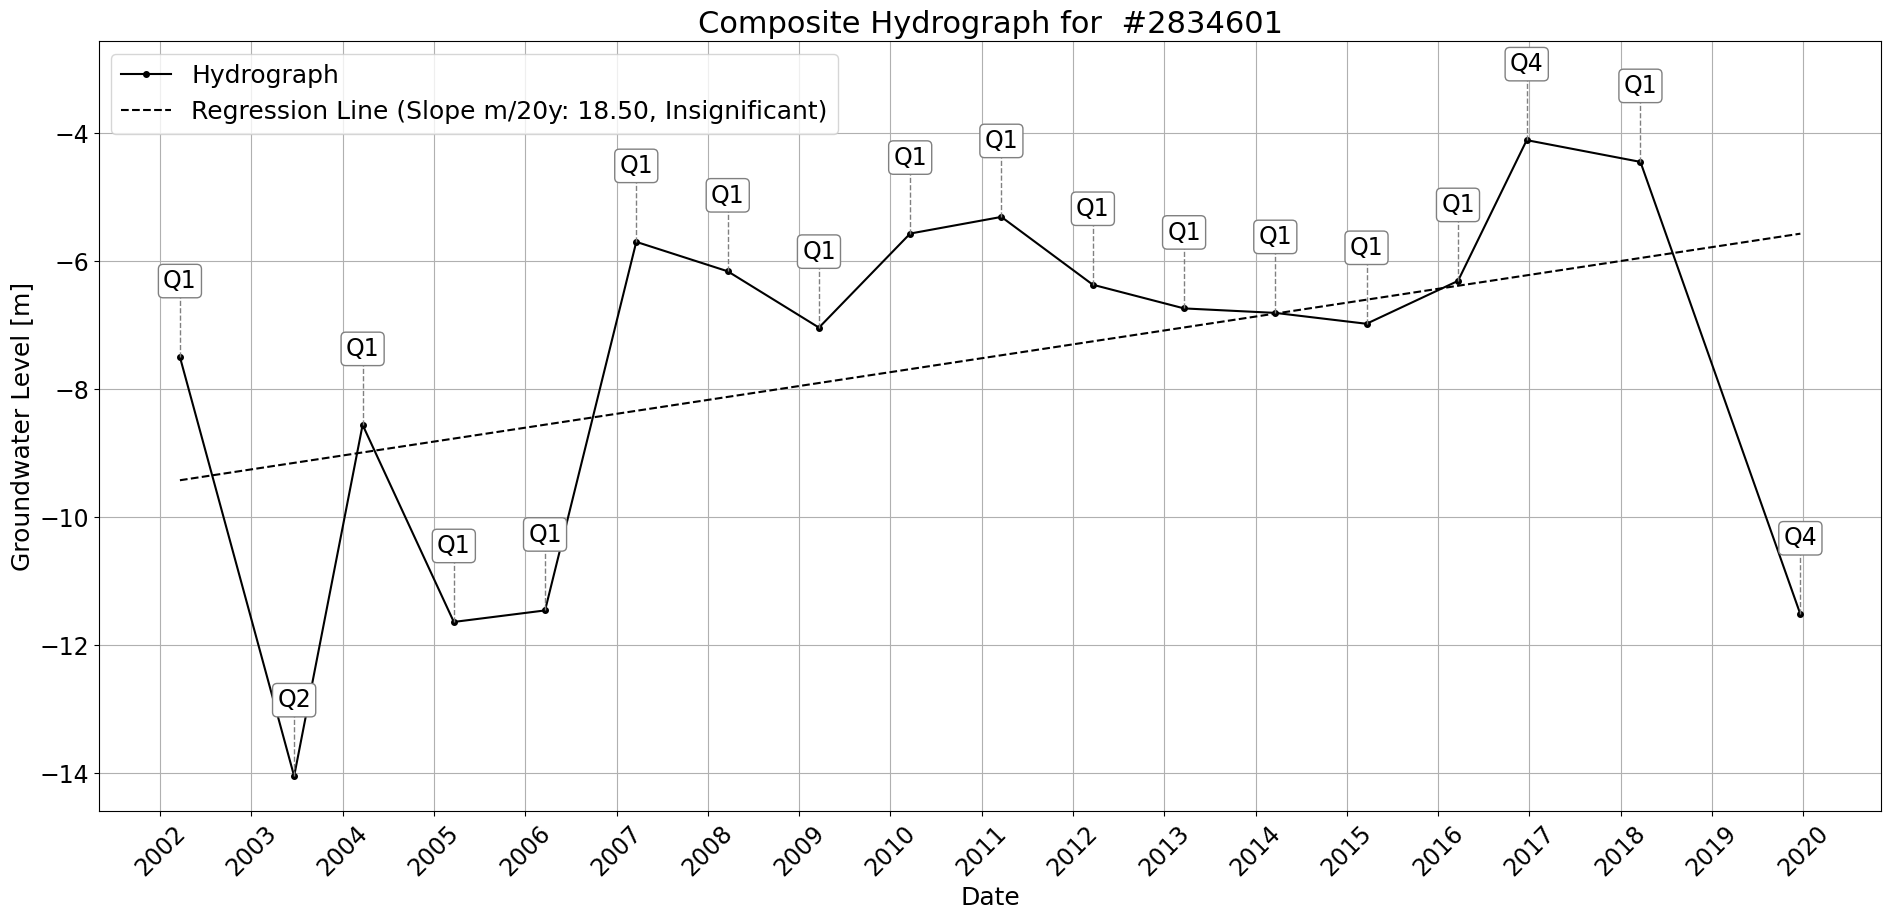 Composite Hydrograph for  #2834601
Hydrograph
Regression Line (Slope m/20y: 18.50, Insignificant)
Groundwater Level [m]
−4
−6
−8
−10
−12
−14
Q1
Q2
Q1
Q1
Q1
Q1
Q1
Q1
Q1
Q1
Q1
Q1
Q1
Q1
Q1
Q4
Q1
Q4
2002
2003
2004
2005
2006
2007
2008
2009
2010
2011
2012
2013
2014
2015
2016
2017
2018
2019
2020
Date